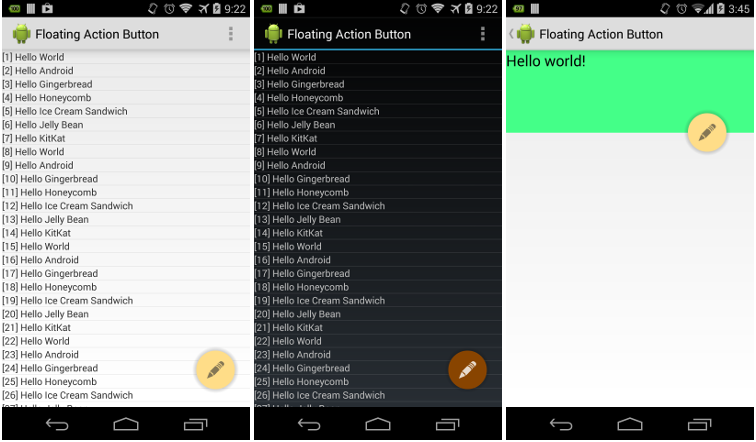 9:22
Floating Action Button
[1] Hello World
[2] Hello Android
[3] Hello Gingerbread
[4] Hello Honeycomb
[5] Hello Ice Cream Sandwich
[6] Hello Jelly Bean
[7] Hello KitKat
[8] Hello World
[9] Hello Android
[10] Hello Gingerbread
[11] Hello Honeycomb
[12] Hello Ice Cream Sandwich
[13] Hello Jelly Bean
[14] Hello KitKat
[15] Hello World
[16] Hello Android
[17] Hello Gingerbread
[18] Hello Honeycomb
[19] Hello Ice Cream Sandwich
[20] Hello Jelly Bean
[21] Hello KitKat
[22] Hello World
[23] Hello Android
[24] Hello Gingerbread
[25] Hello Honeycomb
[26] Hello Ice Cream Sandwich
9:22
Floating Action Button
[1] Hello World
[2] Hello Android
[3] Hello Gingerbread
[4] Hello Honeycomb
[5] Hello Ice Cream Sandwich
[6] Hello Jelly Bean
[7] Hello KitKat
[8] Hello World
[9] Hello Android
[10] Hello Gingerbread
[11] Hello Honeycomb
[12] Hello Ice Cream Sandwich
[13] Hello Jelly Bean
[14] Hello KitKat
[15] Hello World
[16] Hello Android
[17] Hello Gingerbread
[18] Hello Honeycomb
[19] Hello Ice Cream Sandwich
[20] Hello Jelly Bean
[21] Hello KitKat
[22] Hello World
[23] Hello Android
[24] Hello Gingerbread
[25] Hello Honeycomb
[26] Hello Ice Cream Sandwich
3:45
Floating Action Button
Hello world!